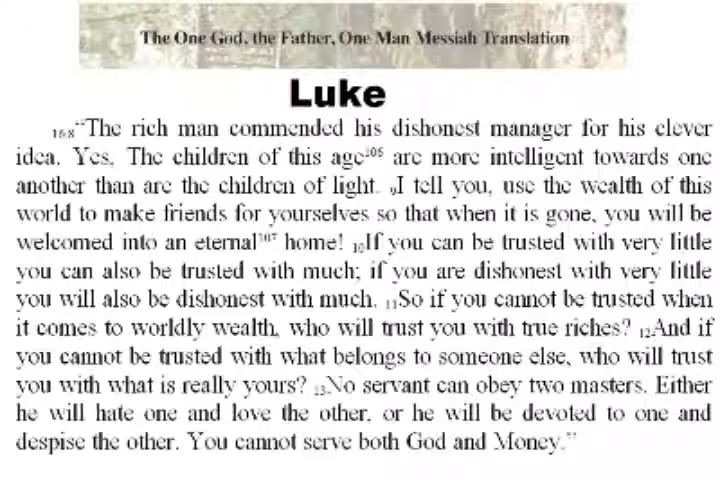 The One God, the Father, One Man Messiah Translation
Luke
16:8 “The rich man commended his dishonest manager for his clever
idea. Yes, The children of this age106 are more intelligent towards one
another than are the children of light. 9I tell you, use the wealth of this
world to make friends for yourselves so that when it is gone, you will be
welcomed into an eternal107 home! 10If you can be trusted with very little
you can also be trusted with much; if you are dishonest with very little
you will also be dishonest with much. 11So if you cannot be trusted when
it comes to worldly wealth, who will trust you with true riches? 12And if
you cannot be trusted with what belongs to someone else, who will trust
you with what is really yours? 13No servant can obey two masters. Either
he will hate one and love the other, or he will be devoted to one and
despise the other. You cannot serve both God and Money.”